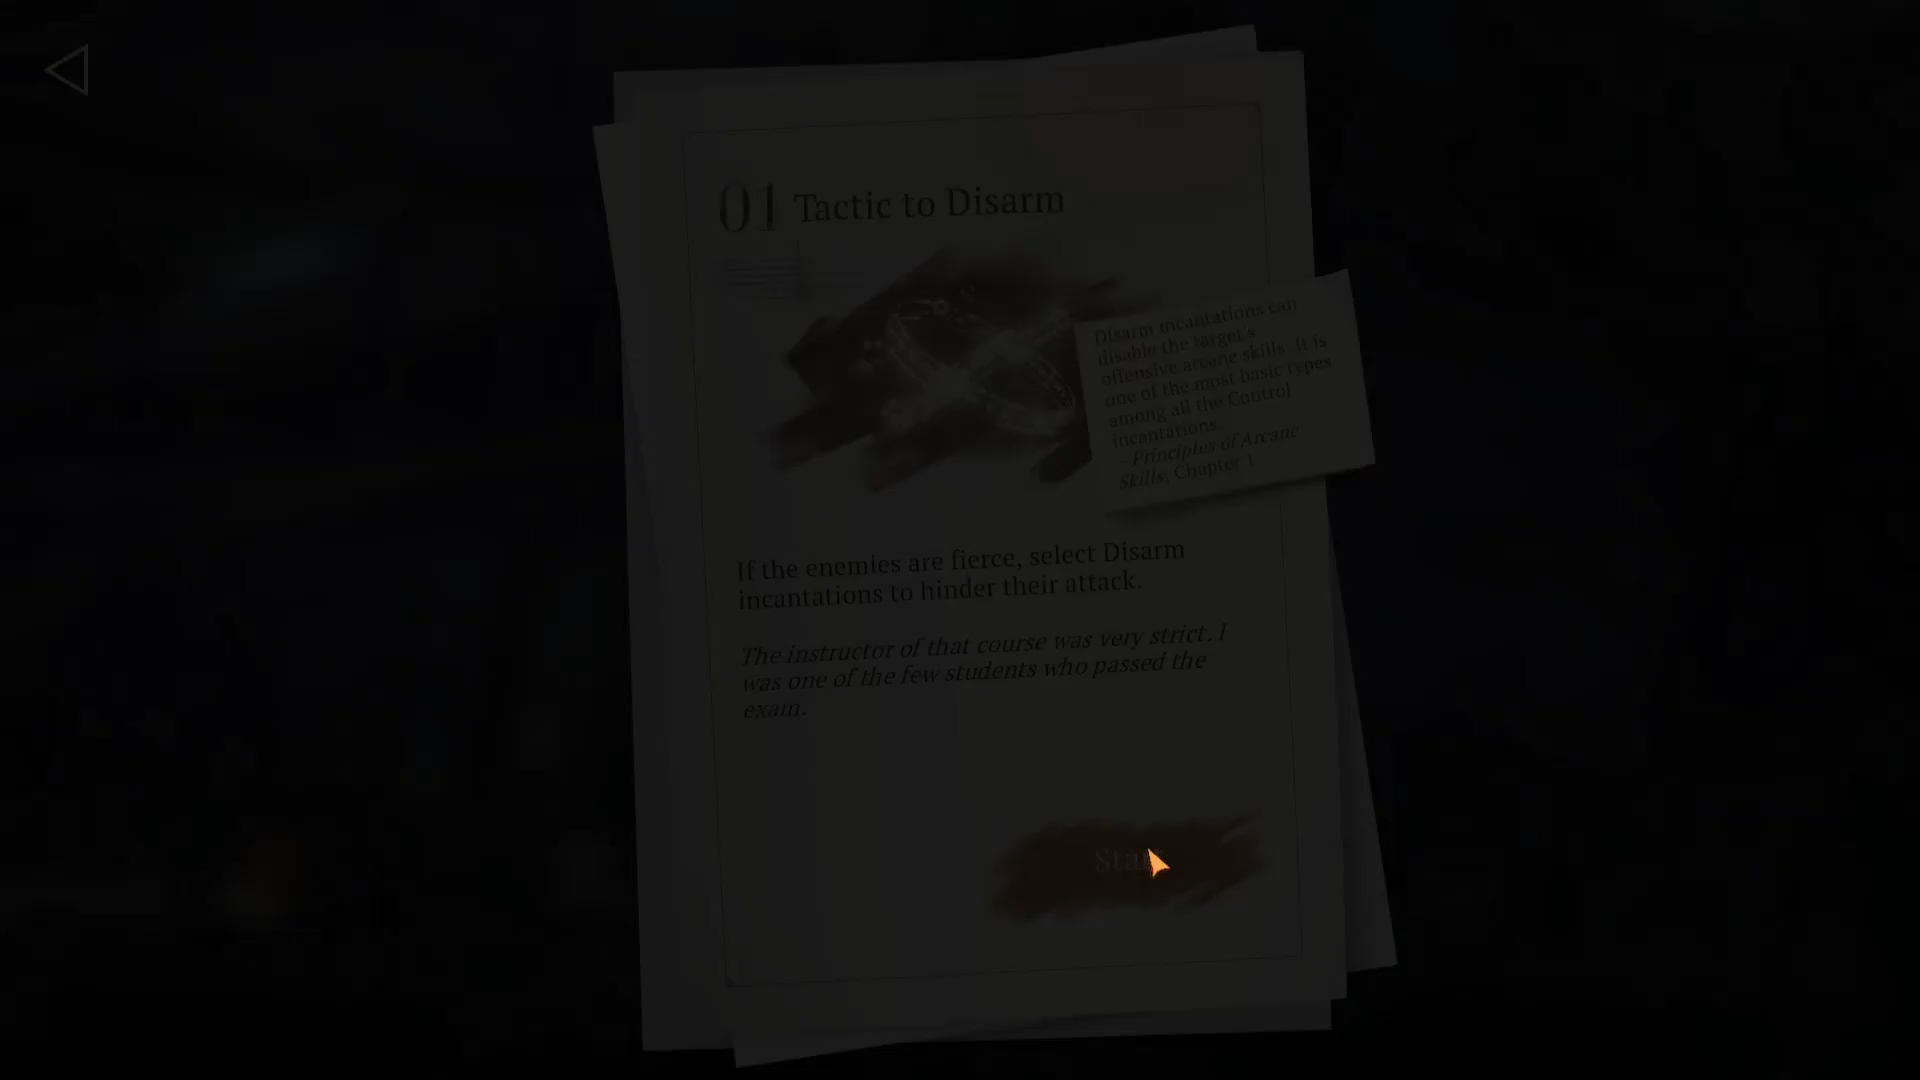 01 Tactic to Disarm
Disarm incantations can
disable the target's
offensive arcane skills. It is
one of the most basic types
among all the Control
incantations.
– Principles of Arcane
Skills, Chapter 1
If the enemies are fierce, select Disarm
incantations to hinder their attack.
The instructor of that course was very strict. I
was one of the few students who passed the
exam.
Start